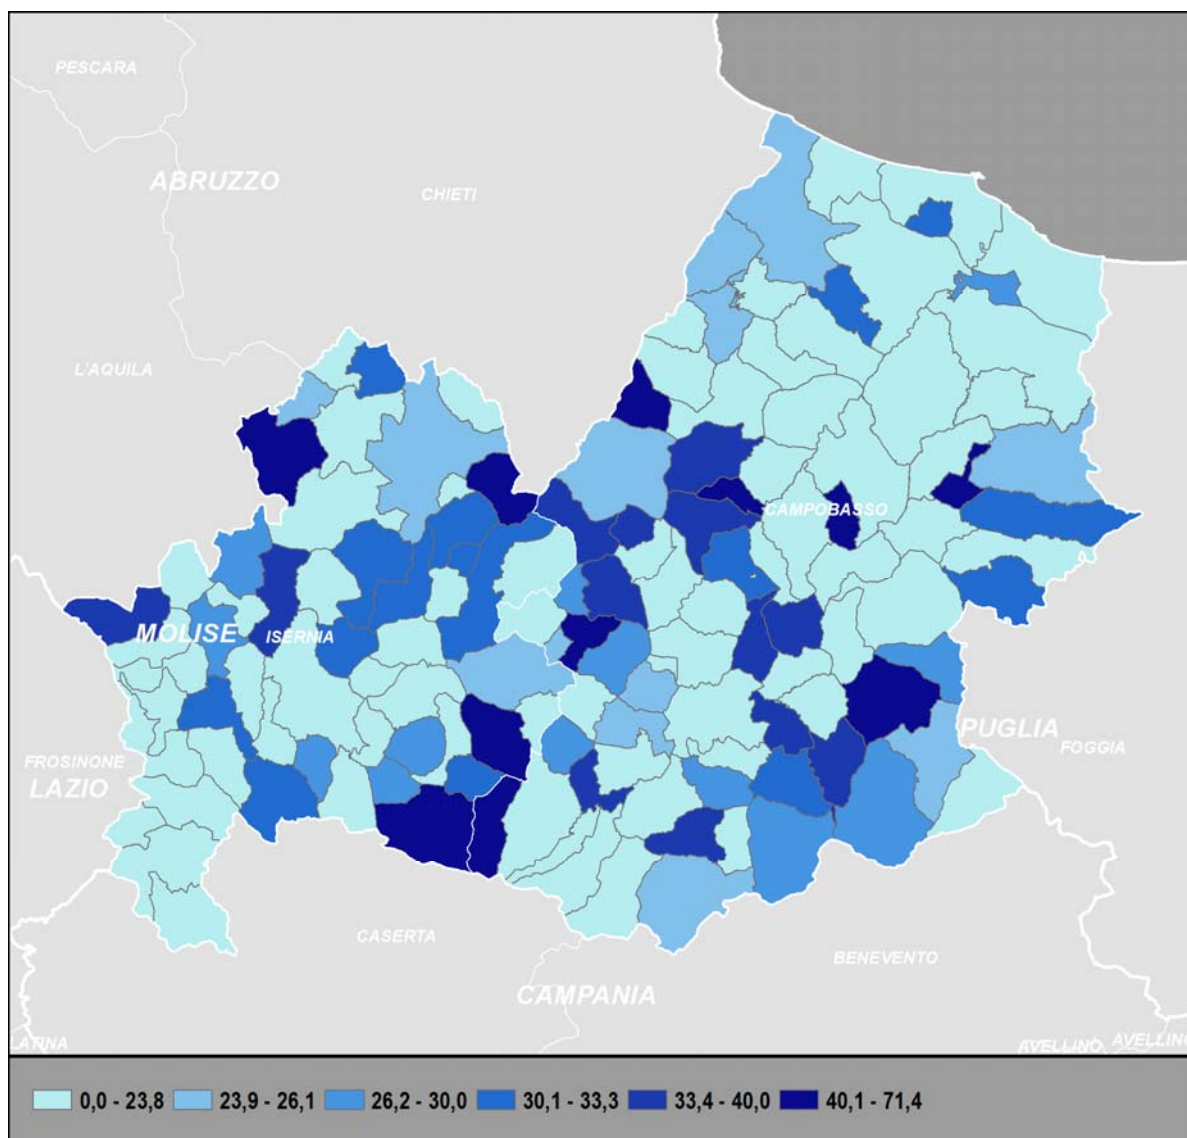 PESCARA
ABRUZZO
CHIETI
L'AQUILA
CAMPOBASSO
MOLISE
ISERNIA
PUGLIA
FOGGIA
FROSINONE
LAZIO
CASERTA
BENEVENTO
CAMPANIA
LATINA
AVELLINO
AVELLINO
0,0 - 23,8 23,9 - 26,1 26,2 - 30,0 30,1 - 33,3 33,4 - 40,0 40,1 - 71,4